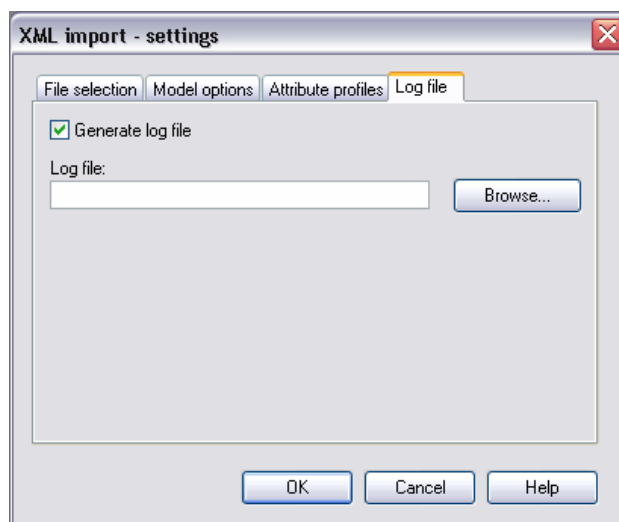 XML import - settings
File selection Model options Attribute profiles Log file
Generate log file
Log file:
Browse...
OK Cancel Help